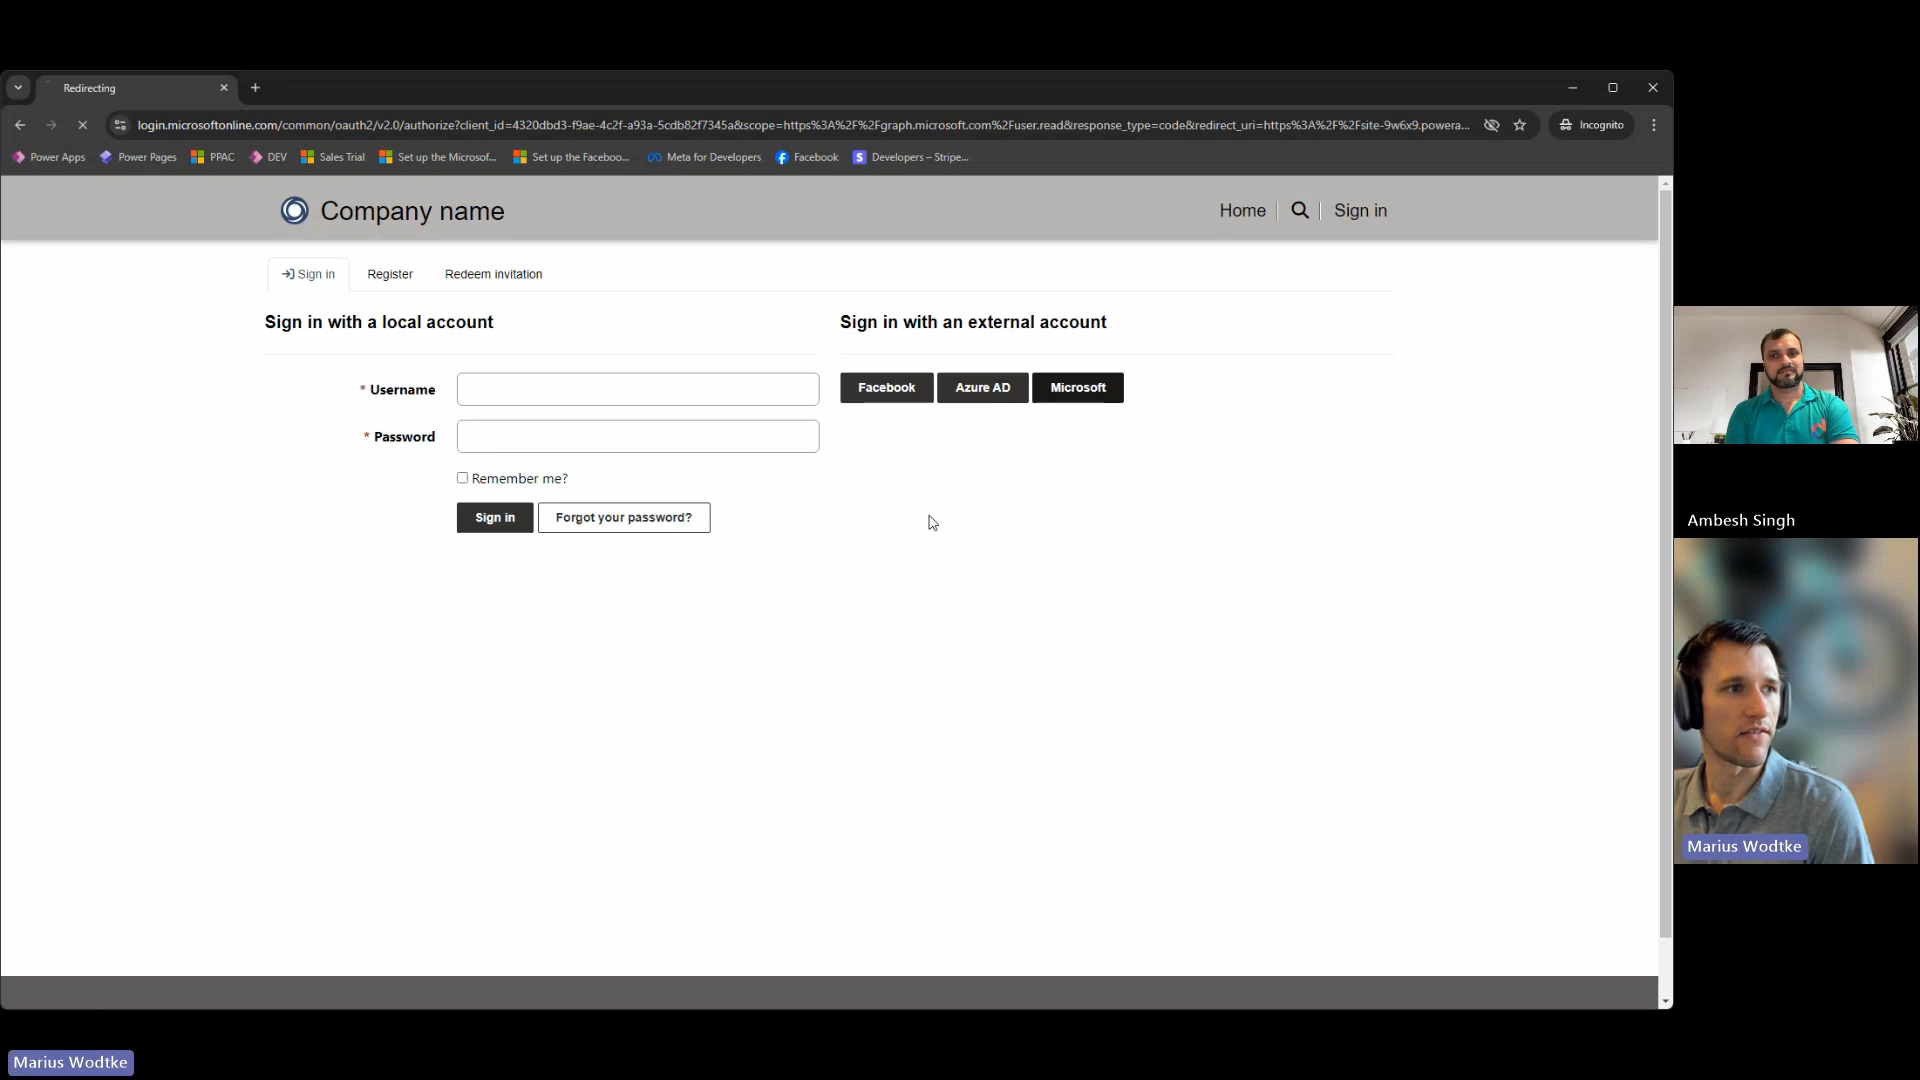 Redirecting
login.microsoftonline.com/common/oauth2/v2.0/authorize?client_id=4320dbd3-f9ae-4c2f-a93a-5cdb82f7345a&scope=https%3A%2F%2Fgraph.microsoft.com%2Fuser.read&response_type=code&redirect_uri=https%3A%2F%2Fsite-9w6x9.powera...
Incognito
Power Apps
Power Pages
PPAC
DEV
Sales Trial
Set up the Microsof...
Set up the Faceboo...
Meta for Developers
Facebook
Developers – Stripe...
Company name
Home
Sign in
Sign in
Register
Redeem invitation
Sign in with a local account
Sign in with an external account
* Username
Facebook
Azure AD
Microsoft
* Password
Remember me?
Sign in
Forgot your password?
Ambesh Singh
Marius Wodtke
Marius Wodtke